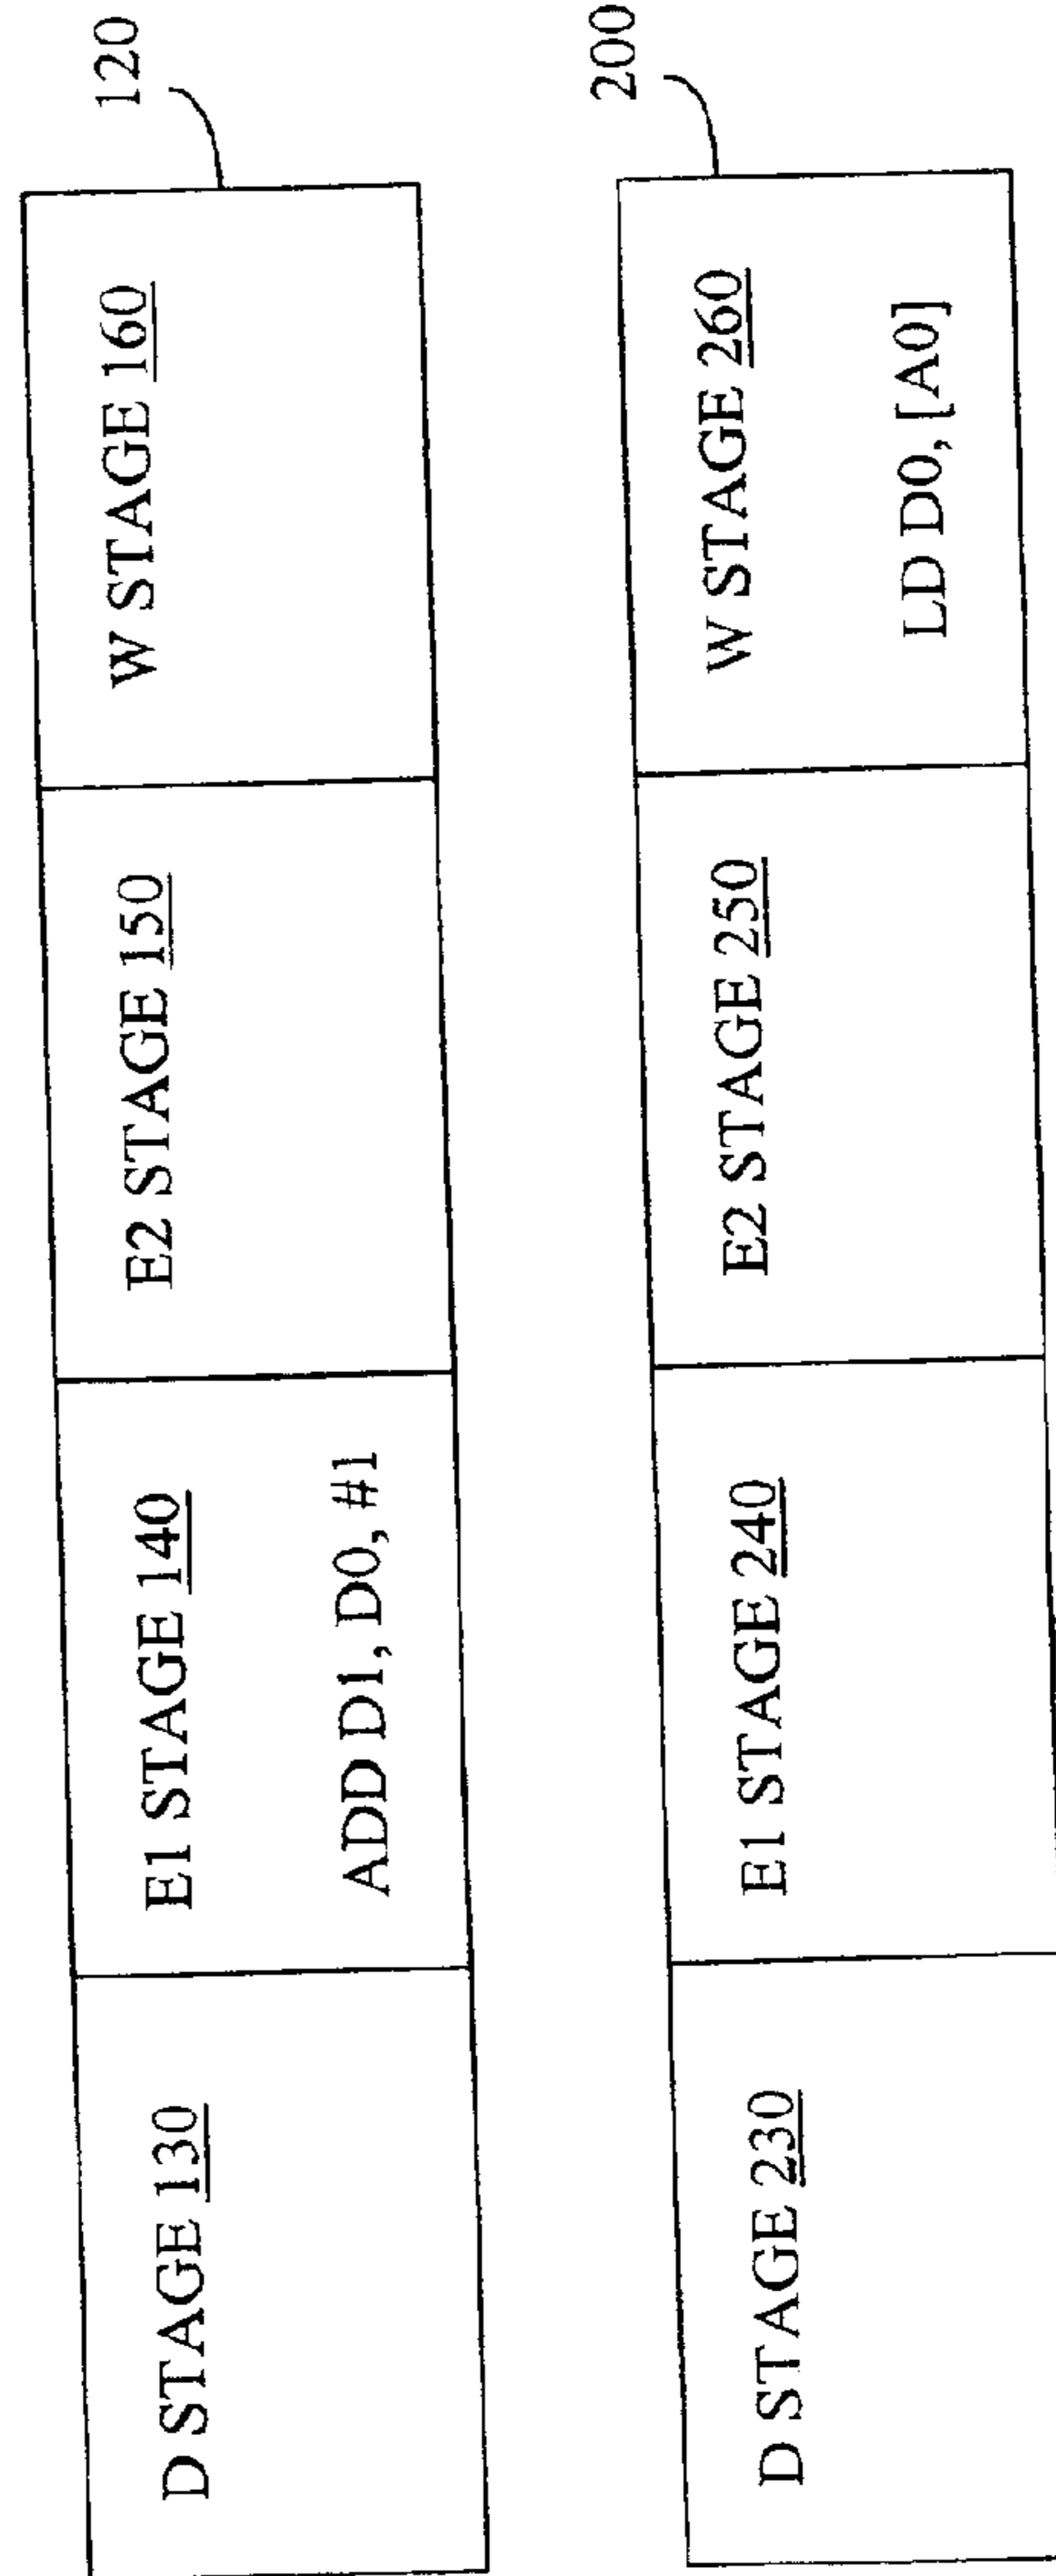 D STAGE 130
E1 STAGE 140
ADD D1, D0, #1
E2 STAGE 150
W STAGE 160
120
D STAGE 230
E1 STAGE 240
E2 STAGE 250
W STAGE 260
LD D0, [A0]
200